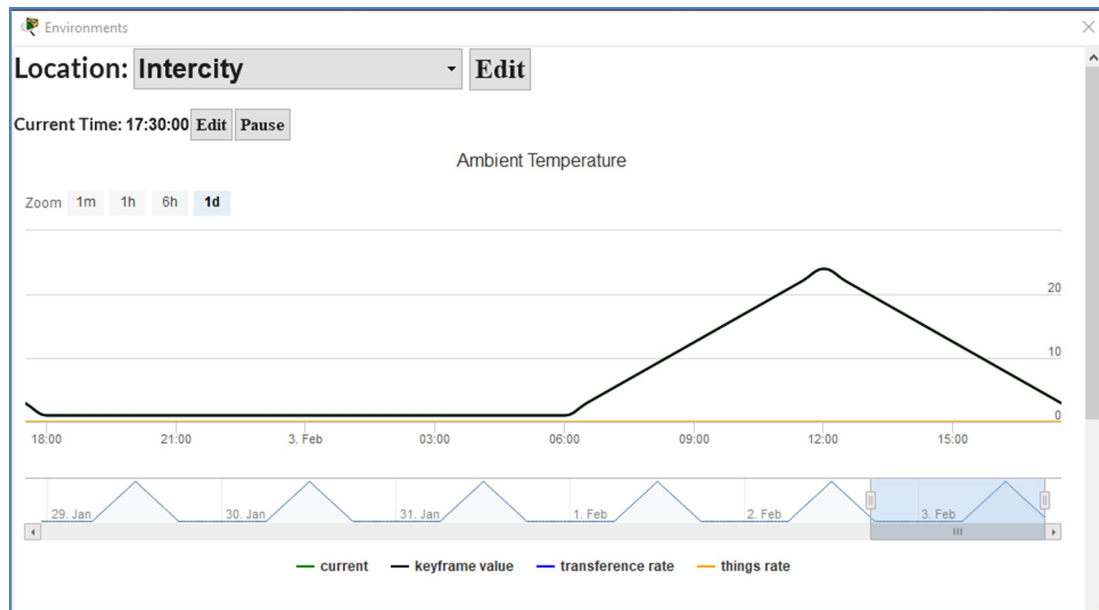 Environments
Location: Intercity Edit
Current Time: 17:30:00 Edit Pause
Ambient Temperature
Zoom 1m 1h 6h 1d
20
10
0
18:00 21:00 3. Feb 03:00 06:00 09:00 12:00 15:00
29. Jan 30. Jan 31. Jan 1. Feb 2. Feb 3. Feb
current keyframe value transference rate things rate